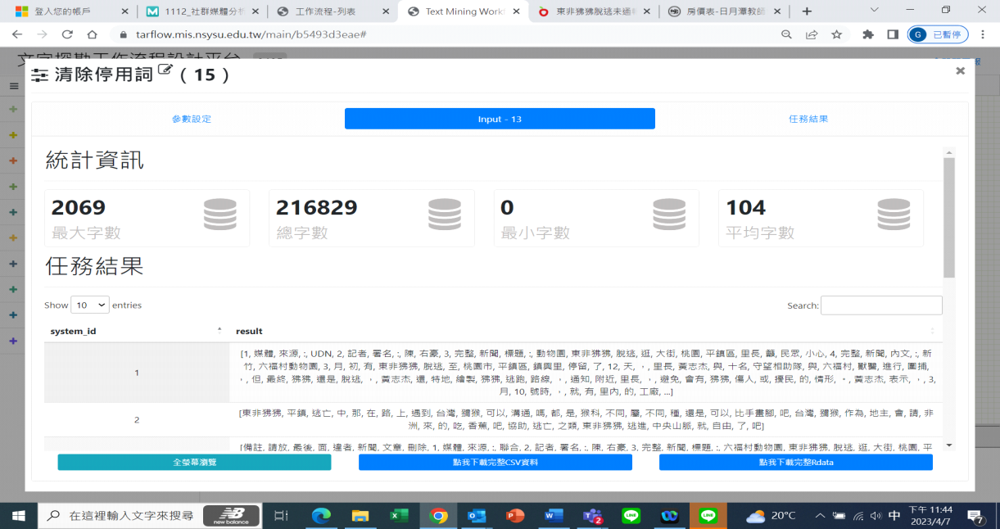 登入您的帳戶
1112_社群媒體分析
工作流程-列表
Text Mining Workf
東非狒狒脫逃未通報
房價表-日月潭教師
tarflow.mis.nsysu.edu.tw/main/b5493d3eae#
G 已暫停
文字探勘工作流程設計平台
清除停用詞 ( 15 )
參數設定
Input - 13
任務結果
統計資訊
2069
最大字數
216829
總字數
0
最小字數
104
平均字數
任務結果
Show 10 entries
Search:
system_id
result
1
[1, 媒體, 來源, :, UDN, 2, 記者, 署名, :, 陳, 右豪, 3, 完整, 新聞, 標題, :, 動物園, 東非狒狒, 脫逃, 逛, 大街, 桃園, 平鎮區, 里長, 籲, 民眾, 小心, 4, 完整, 新聞, 內文, :, 新
竹, 六福村動物園, 3, 月, 初, 有, 東非狒狒, 脫逃, 至, 桃園市, 平鎮區, 鎮興里, 停留, 了, 12, 天, ,, 里長, 黃志杰, 與, 十名, 守望相助隊, 與, 六福村, 獸醫, 進行, 圍捕,
,, 但, 最終, 狒狒, 還是, 脫逃, ,, 黃志杰, 還, 特地, 繪製, 狒狒, 逃跑, 路線, ,, 通知, 附近, 里長, ,, 避免, 會有, 狒狒, 傷人, 或, 擾民, 的, 情形, 。, 黃志杰, 表示, ,, 3,
月, 10, 號時, ,, 就, 有, 里內, 的, 工廠, ...]
2
[東非狒狒, 平鎮, 逃亡, 中, 那, 在, 路, 上, 遇到, 台灣, 獼猴, 可以, 溝通, 嗎, 都, 是, 猴科, 不同, 屬, 不同, 種, 還是, 可以, 比手畫腳, 吧, 台灣, 獼猴, 作為, 地主, 會, 請, 非
洲, 來, 的, 吃, 香蕉, 吧, 協助, 逃亡, 之類, 東非狒狒, 逃進, 中央山脈, 就, 自由, 了, 吧]
[備註, 請放, 最後, 面, 違者, 新聞, 文章, 刪除, 1, 媒體, 來源, :, 聯合, 2, 記者, 署名, :, 陳, 右豪, 3, 完整, 新聞, 標題, :, 六福村動物園, 東非狒狒, 脫逃, 逛, 大街, 桃園, 平
全螢幕瀏覽
點我下載完整CSV資料
點我下載完整Rdata
在這裡輸入文字來搜尋
new balance
2
LINE
LINE
20°C
中
下午 11:44
2023/4/7
7